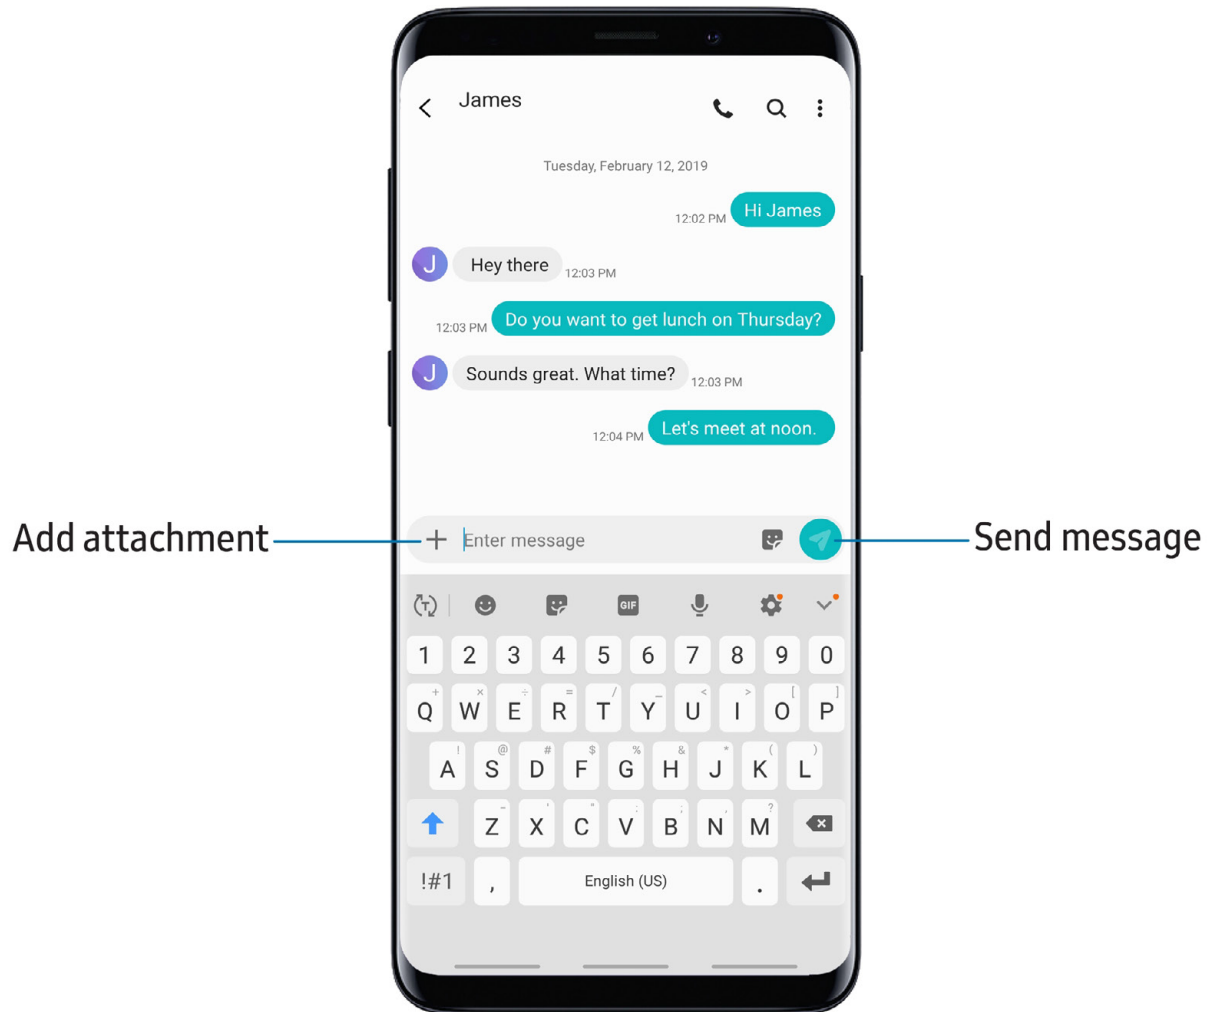 James
Tuesday, February 12, 2019
12:02 PM Hi James
J Hey there 12:03 PM
12:03 PM Do you want to get lunch on Thursday?
J Sounds great. What time? 12:03 PM
12:04 PM Let's meet at noon.
Add attachment + Enter message Send message
T GIF
1 2 3 4 5 6 7 8 9 0
+ × ÷ = / _ < > [ ]
Q W E R T Y U I O P
! @ # $ % & * ( )
A S D F G H J K L
- ' " : ; , ?
Z X C V B N M
!#1 , English (US) .